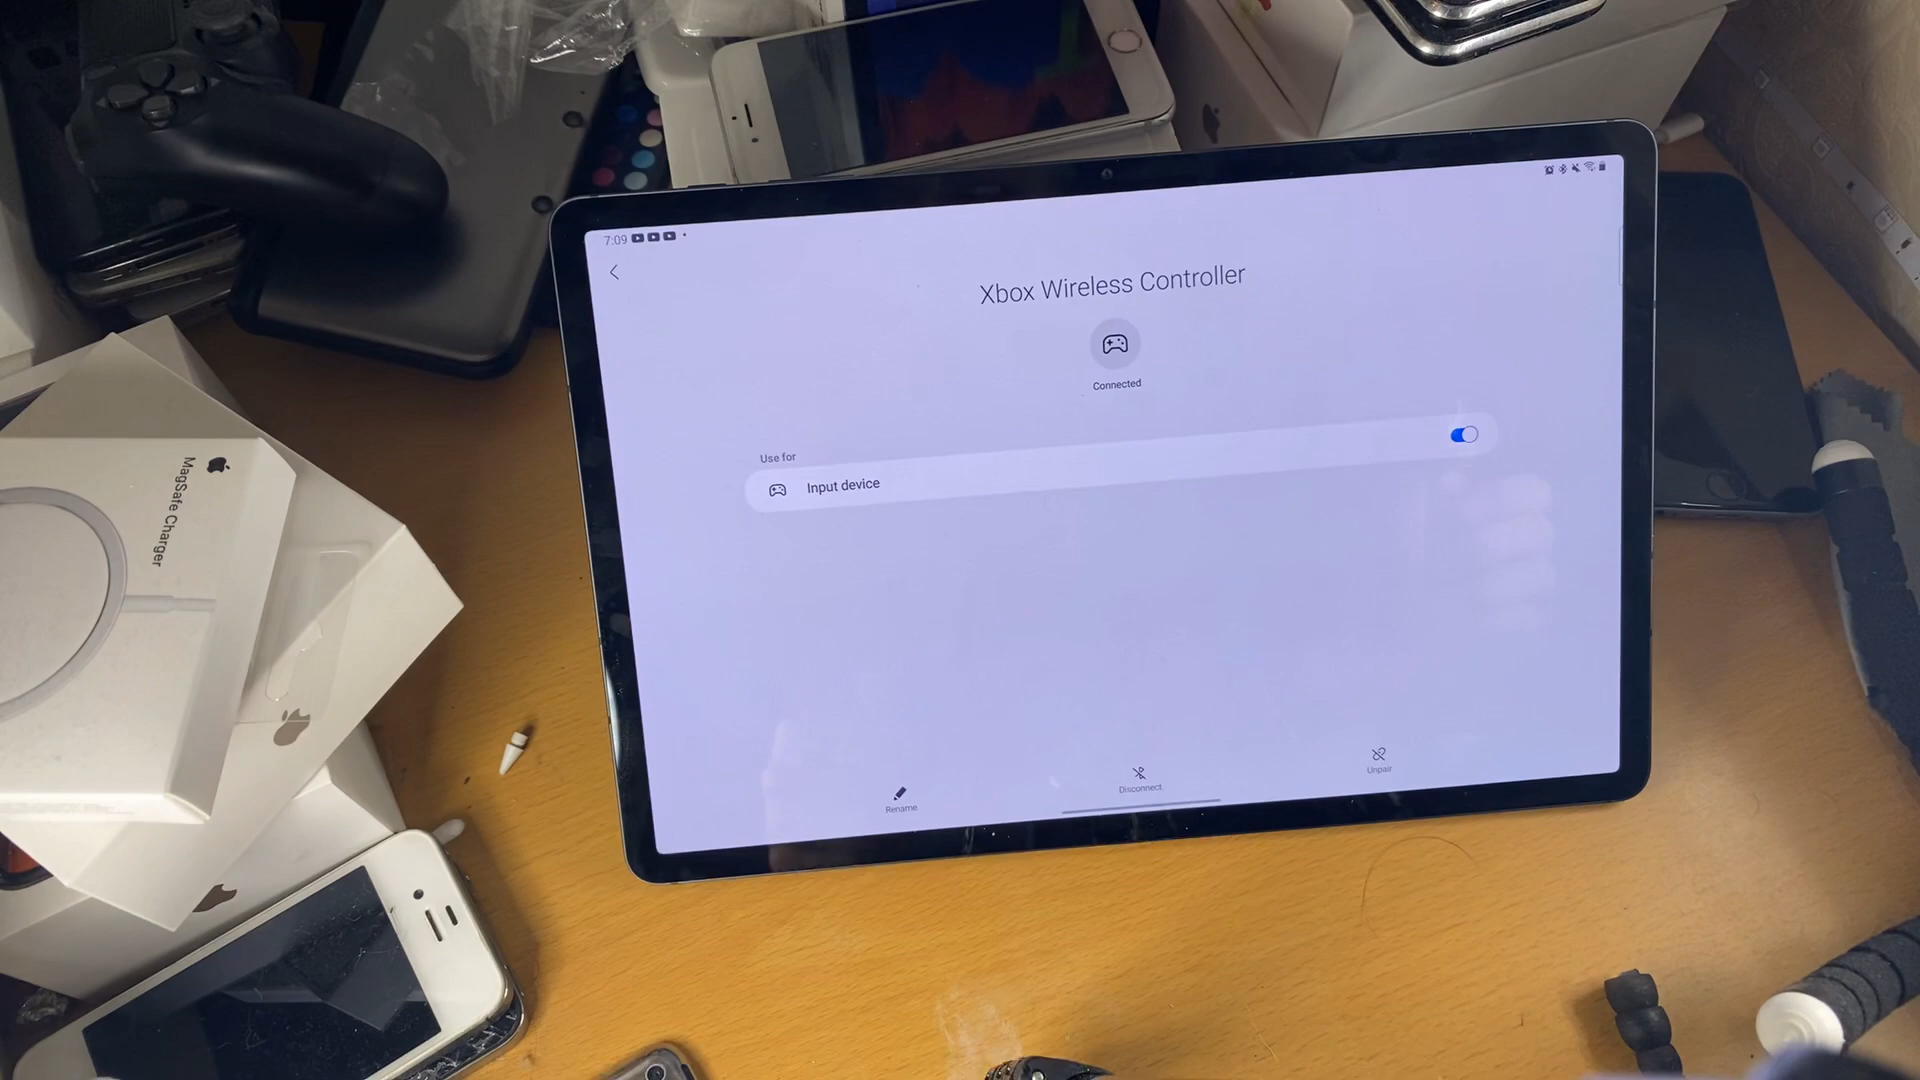 7:09
Xbox Wireless Controller
Connected
Use for
Input device
Rename
Disconnect
Unpair
MagSafe Charger